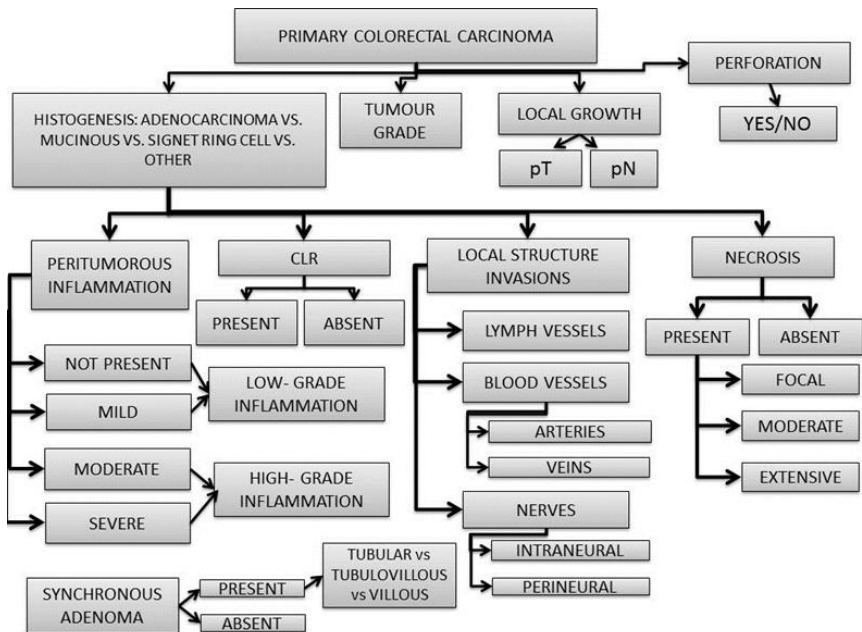 PRIMARY COLORECTAL CARCINOMA
PERFORATION
YES/NO
HISTOGENESIS: ADENOCARCINOMA VS.
MUCINOUS VS. SIGNET RING CELL VS.
OTHER
TUMOUR
GRADE
LOCAL GROWTH
pT
pN
PERITUMOROUS
INFLAMMATION
CLR
LOCAL STRUCTURE
INVASIONS
NECROSIS
PRESENT
ABSENT
NOT PRESENT
MILD
LOW- GRADE
INFLAMMATION
MODERATE
SEVERE
HIGH- GRADE
INFLAMMATION
LYMPH VESSELS
BLOOD VESSELS
ARTERIES
VEINS
NERVES
INTRANEURAL
PERINEURAL
PRESENT
ABSENT
FOCAL
MODERATE
EXTENSIVE
SYNCHRONOUS
ADENOMA
PRESENT
ABSENT
TUBULAR vs
TUBULOVILLOUS
vs VILLOUS